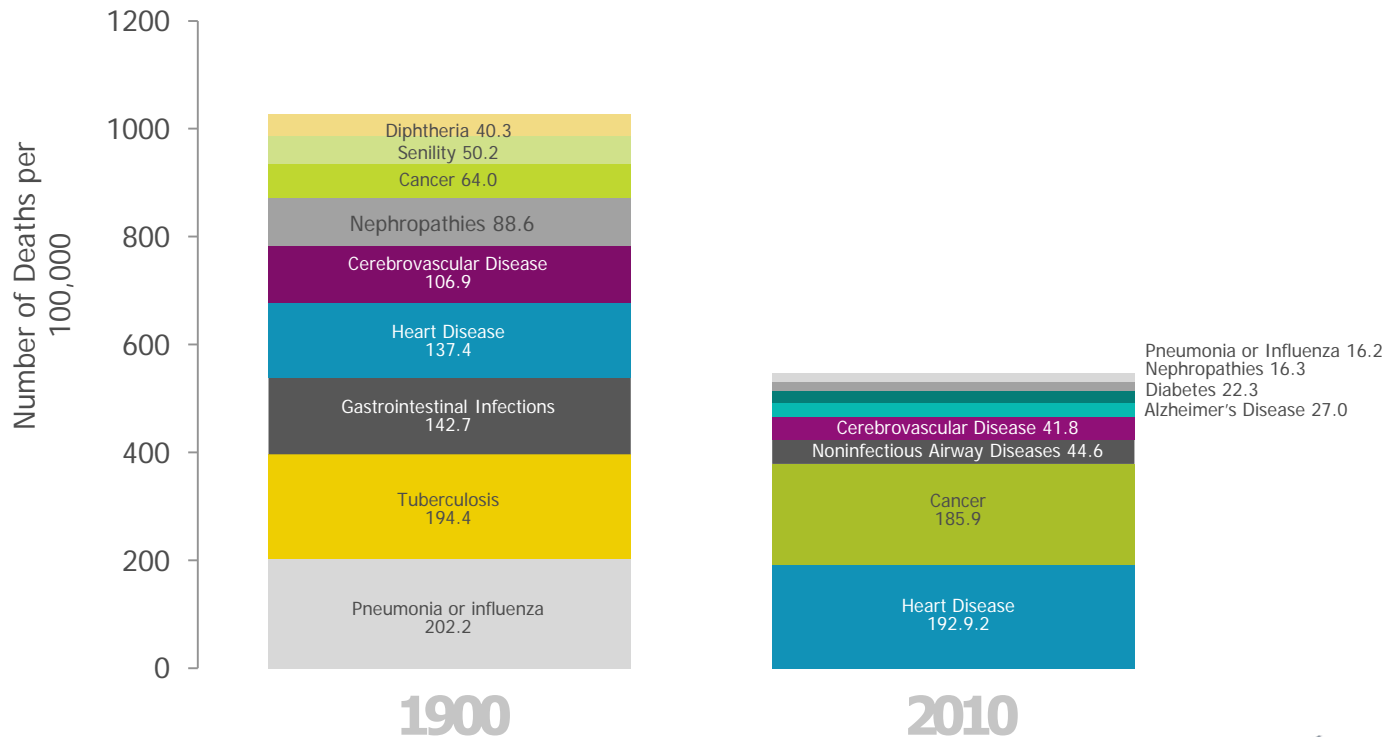 1200
1000
800
600
400
200
0
Number of Deaths per
100,000
Diphtheria 40.3
Senility 50.2
Cancer 64.0
Nephropathies 88.6
Cerebrovascular Disease
106.9
Heart Disease
137.4
Gastrointestinal Infections
142.7
Tuberculosis
194.4
Pneumonia or influenza
202.2
1900
Pneumonia or Influenza 16.2
Nephropathies 16.3
Diabetes 22.3
Alzheimer's Disease 27.0
Cerebrovascular Disease 41.8
Noninfectious Airway Diseases 44.6
Cancer
185.9
Heart Disease
192.9.2
2010